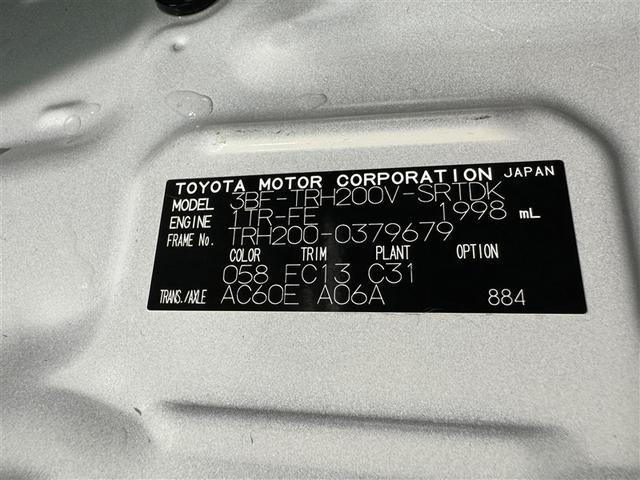 TOYOTA MOTOR CORPORATION JAPAN
MODEL 3BF-TRH200V-SRTDK
ENGINE 1TR-FE 1998 mL
FRAME No. TRH200-0379679
COLOR TRIM PLANT OPTION
058 FC13 C31
TRANS./AXLE AC60E A06A 884